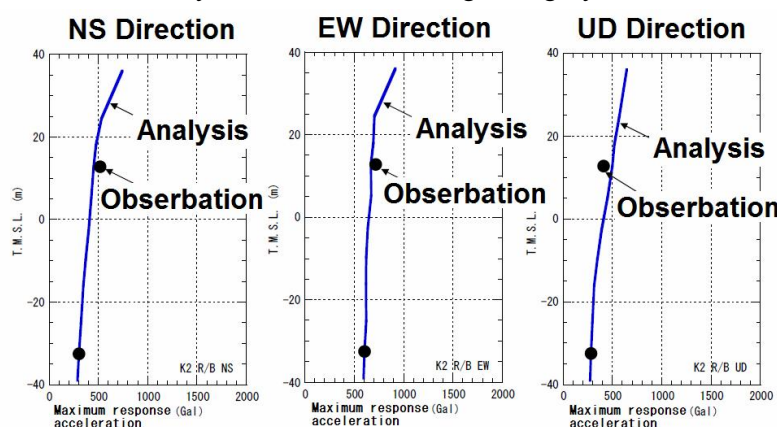 NS Direction
EW Direction
UD Direction
40
20
0
-20
-40
T.M.S.L. (m)
Analysis
Obserbation
K2 R/B NS
0 500 1000 1500 2000
Maximum response (Gal)
acceleration
40
20
0
-20
-40
T.M.S.L. (m)
Analysis
Obserbation
K2 R/B EW
0 500 1000 1500 2000
Maximum response (Gal)
acceleration
40
20
0
-20
-40
T.M.S.L. (m)
Analysis
Obserbation
K2 R/B UD
0 500 1000 1500 2000
Maximum response (Gal)
acceleration